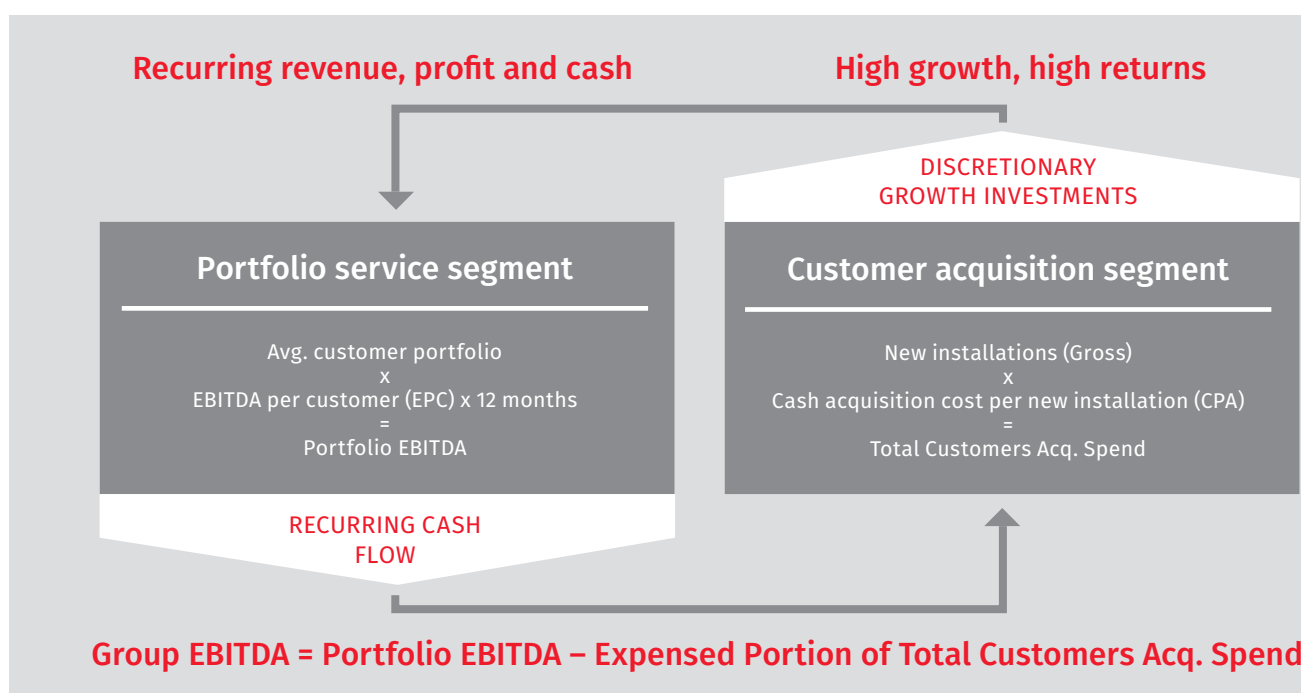 Recurring revenue, profit and cash
High growth, high returns
DISCRETIONARY
GROWTH INVESTMENTS
Portfolio service segment
Avg. customer portfolio
x
EBITDA per customer (EPC) x 12 months
=
Portfolio EBITDA
RECURRING CASH
FLOW
Customer acquisition segment
New installations (Gross)
x
Cash acquisition cost per new installation (CPA)
=
Total Customers Acq. Spend
Group EBITDA = Portfolio EBITDA – Expensed Portion of Total Customers Acq. Spend